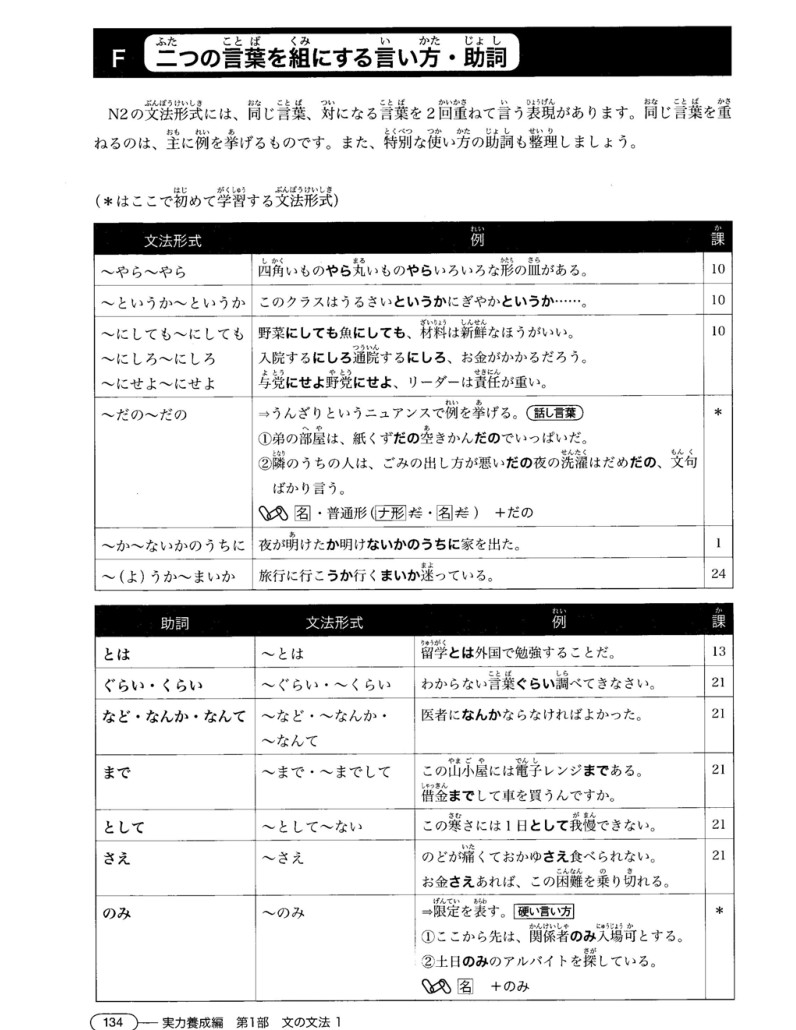 F 二つの言葉を組にする言い方・助詞
N2の文法形式には、同じ言葉、対になる言葉を2回重ねて言う表現があります。同じ言葉を重
ねるのは、主に例を挙げるものです。また、特別な使い方の助詞も整理しましょう。
(*はここで初めて学習する文法形式)
文法形式 例 課
～やら～やら 四角いものやら丸いものやらいろいろな形の皿がある。 10
～というか～というか このクラスはうるさいというかにぎやかというか……。 10
～にしても～にしても 野菜にしても魚にしても、材料は新鮮なほうがいい。 10
～にしろ～にしろ 入院するにしろ通院するにしろ、お金がかかるだろう。
～にせよ～にせよ 与党にせよ野党にせよ、リーダーは責任が重い。
～だの～だの ⇒うんざりというニュアンスで例を挙げる。(話し言葉) *
①弟の部屋は、紙くずだの空きかんだのでいっぱいだ。
②隣のうちの人は、ごみの出し方が悪いだの夜の洗濯はだめだの、文句
ばかり言う。
名・普通形(ナ形だ・名だ) +だの
～か～ないかのうちに 夜が明けたか明けないかのうちに家を出た。 1
～(よ)うか～まいか 旅行に行こうか行くまいか迷っている。 24
助詞 文法形式 例 課
とは ～とは 留学とは外国で勉強することだ。 13
ぐらい・くらい ～ぐらい・～くらい わからない言葉ぐらい調べてきなさい。 21
など・なんか・なんて ～など・～なんか・ 医者になんかならなければよかった。 21
～なんて
まで ～まで・～までして この山小屋には電子レンジまである。 21
借金までして車を買うんですか。
として ～として～ない この寒さには1日として我慢できない。 21
さえ ～さえ のどが痛くておかゆさえ食べられない。 21
お金さえあれば、この困難を乗り切れる。
のみ ～のみ ⇒限定を表す。硬い言い方 *
①ここから先は、関係者のみ入場可とする。
②土日のみのアルバイトを探している。
名 +のみ
134 実力養成編 第1部 文の文法1